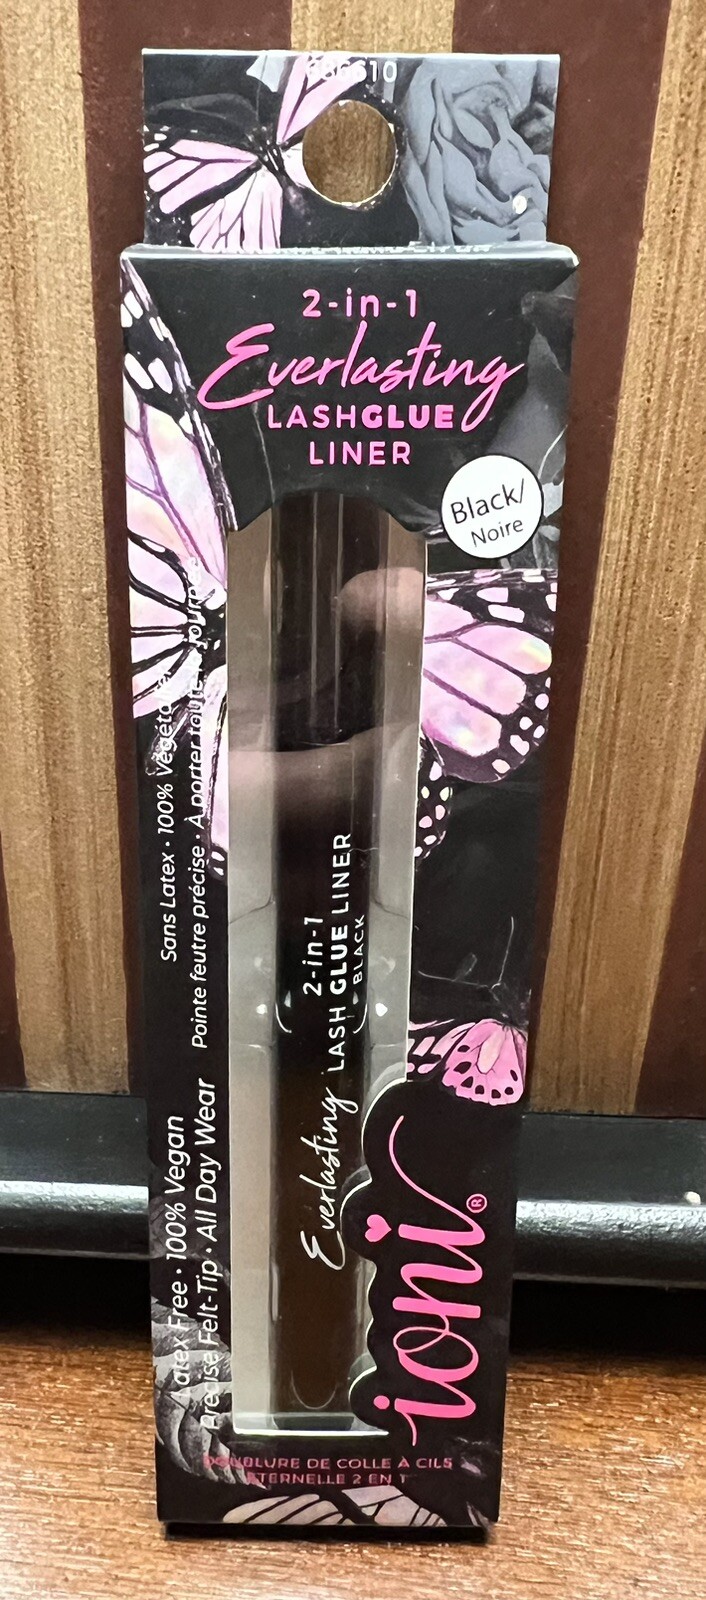 2-in-1
Everlasting
LASHGLUE
LINER
Black/
Noire
Sans Latex • 100% Végétalien
Pointe feutre précise • À porter toute la journée
Latex Free • 100% Vegan
Precise Felt-Tip • All Day Wear
2-in-1
Everlasting LASH GLUE LINER
BLACK
ioni®
DOUBLURE DE COLLE À CILS
ÉTERNELLE 2 EN 1